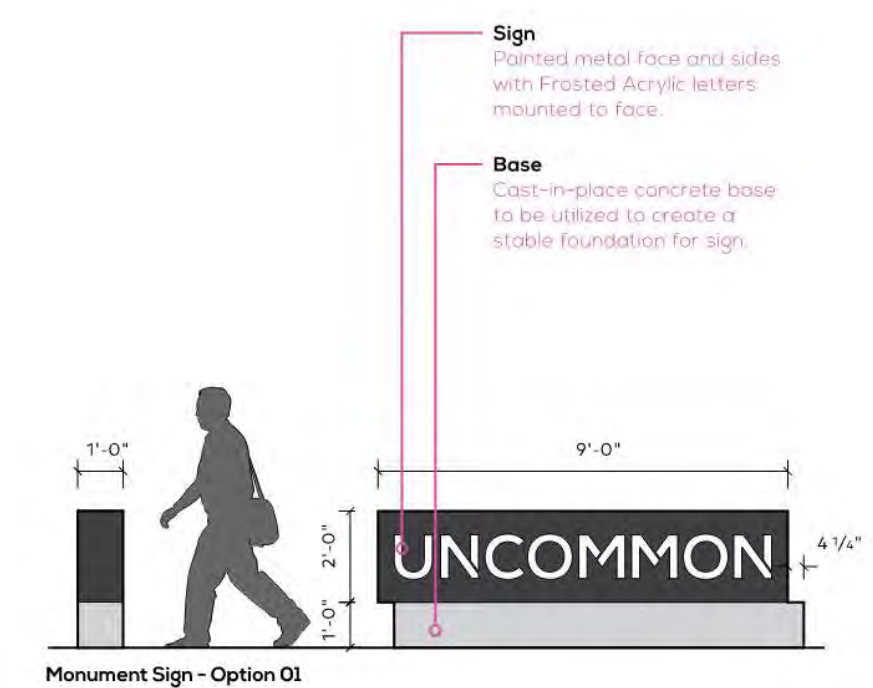 Sign
Painted metal face and sides
with Frosted Acrylic letters
mounted to face.
Base
Cast-in-place concrete base
to be utilized to create a
stable foundation for sign.
1'-0"
9'-0"
2'-0"
UNCOMMON
4 1/4"
1'-0"
Monument Sign - Option 01